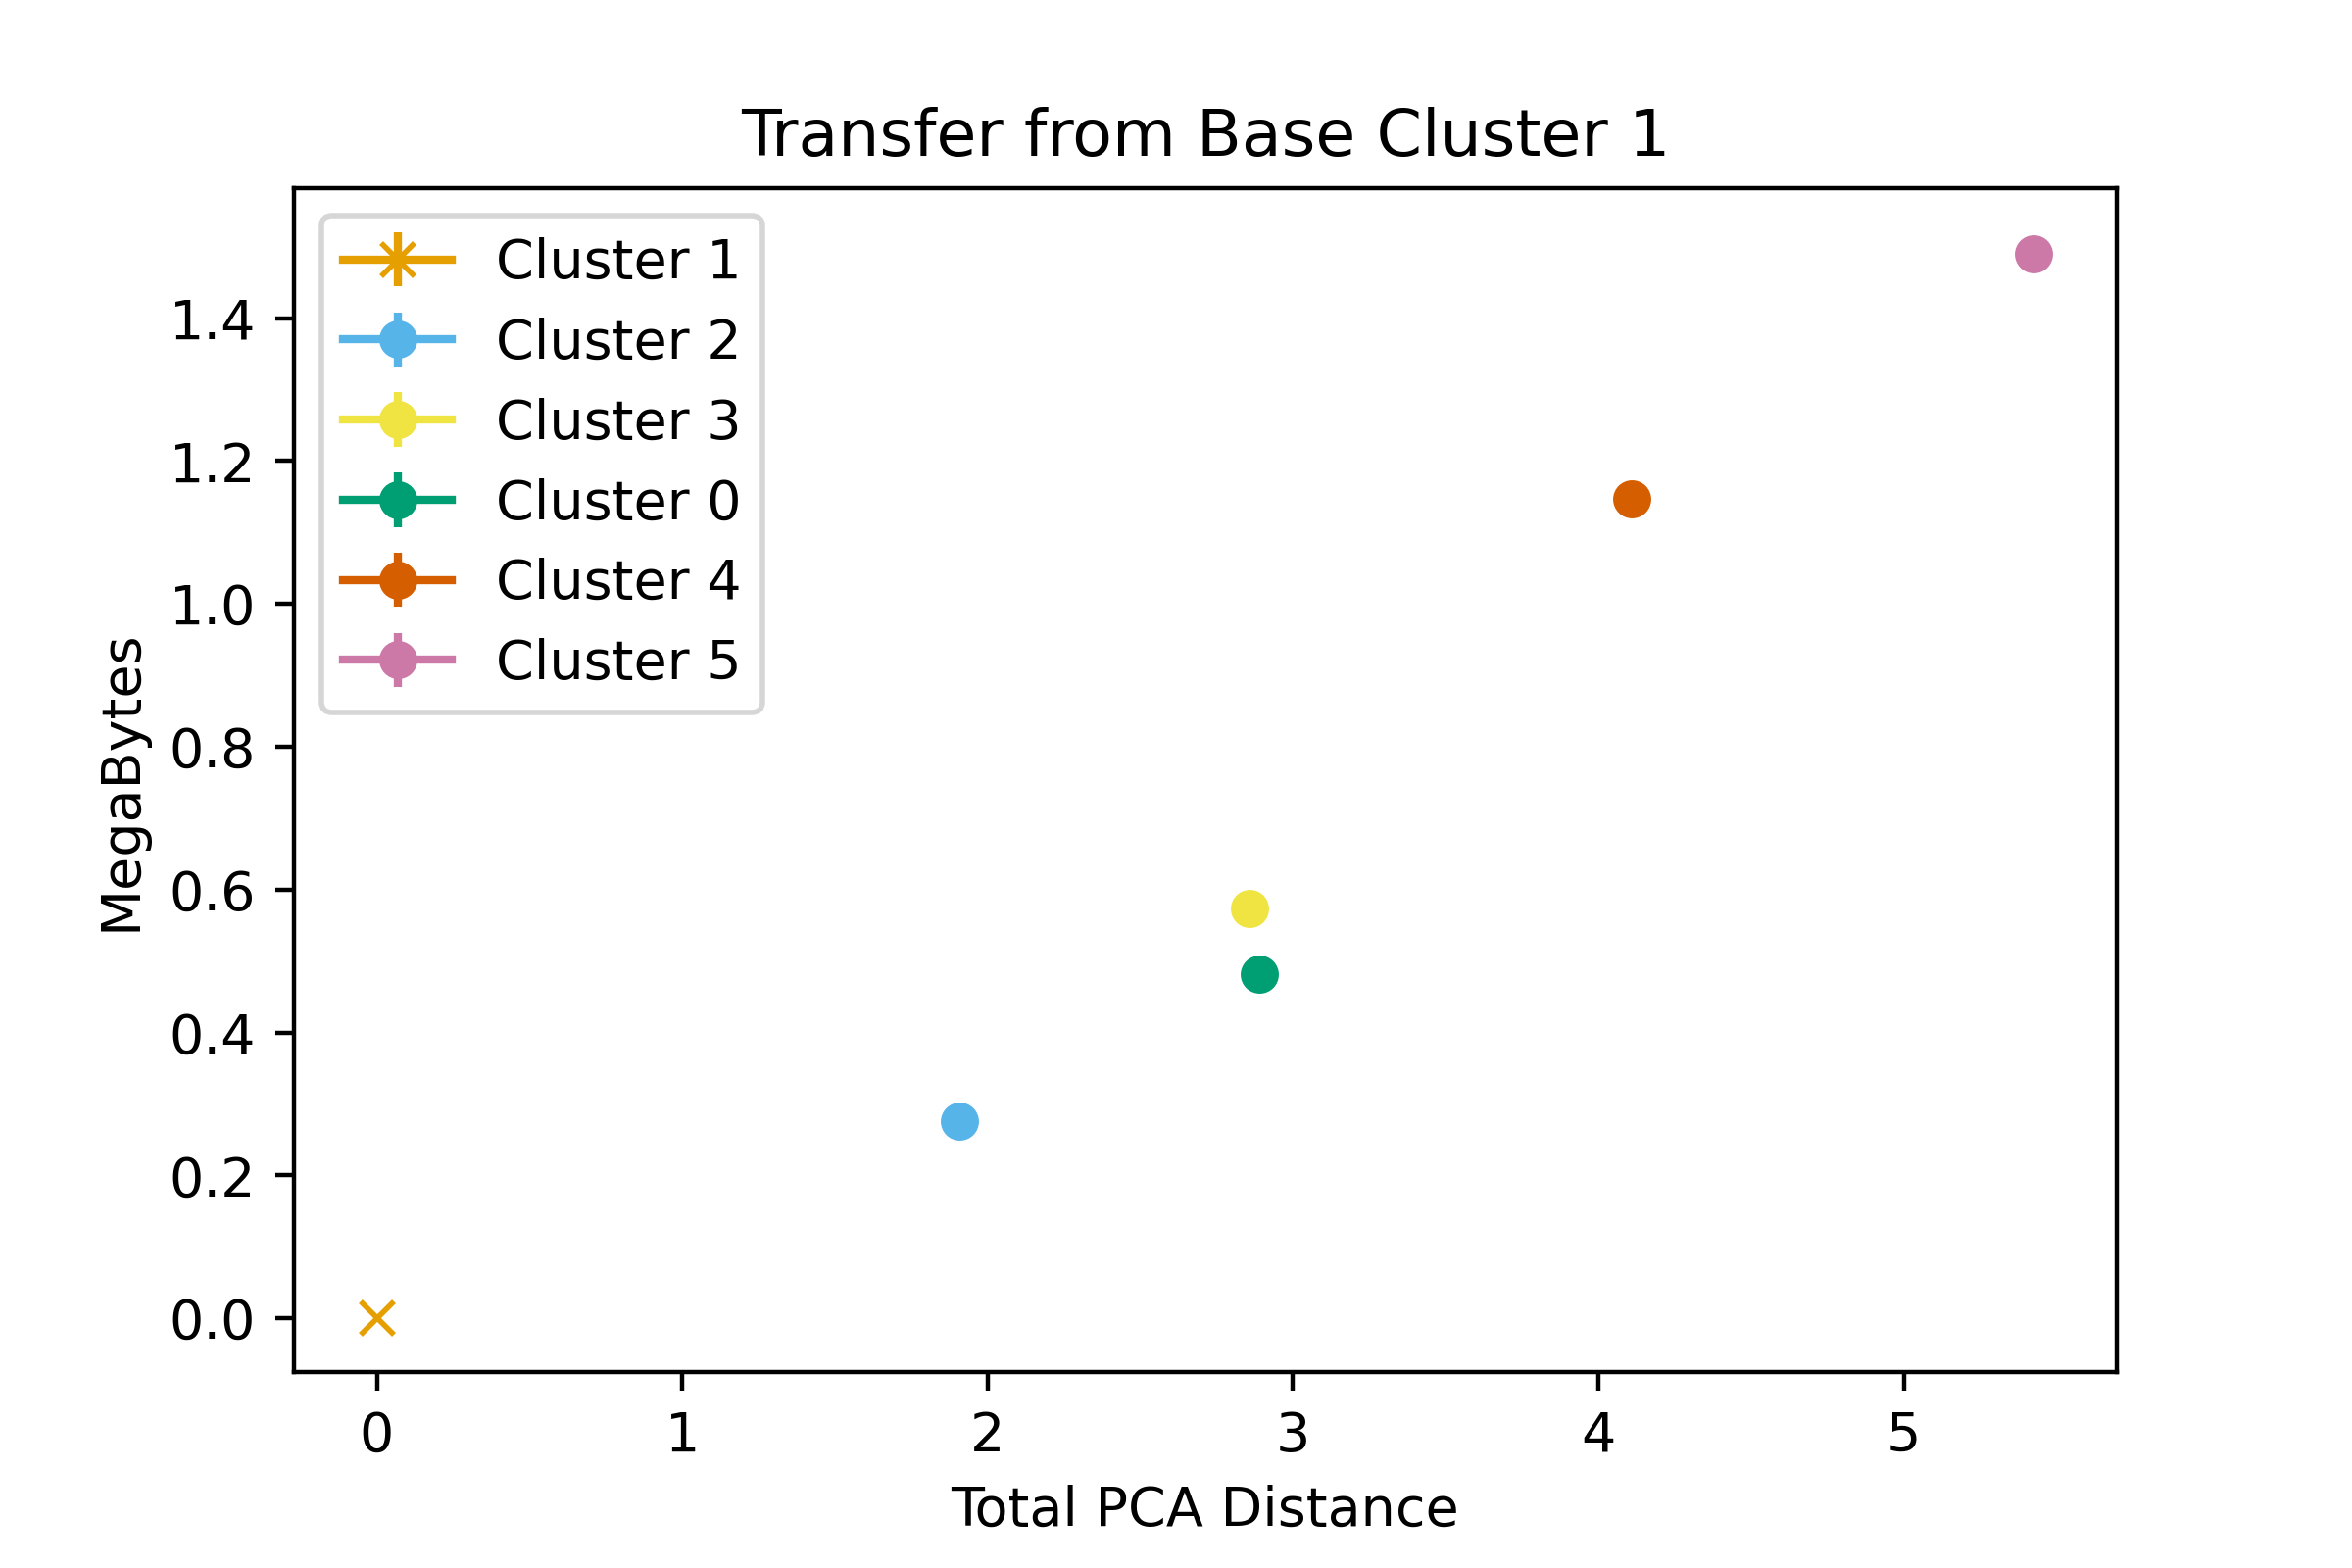 Transfer from Base Cluster 1
Cluster 1
Cluster 2
Cluster 3
Cluster 0
Cluster 4
Cluster 5
MegaBytes
1.4
1.2
1.0
0.8
0.6
0.4
0.2
0.0
0 1 2 3 4 5
Total PCA Distance